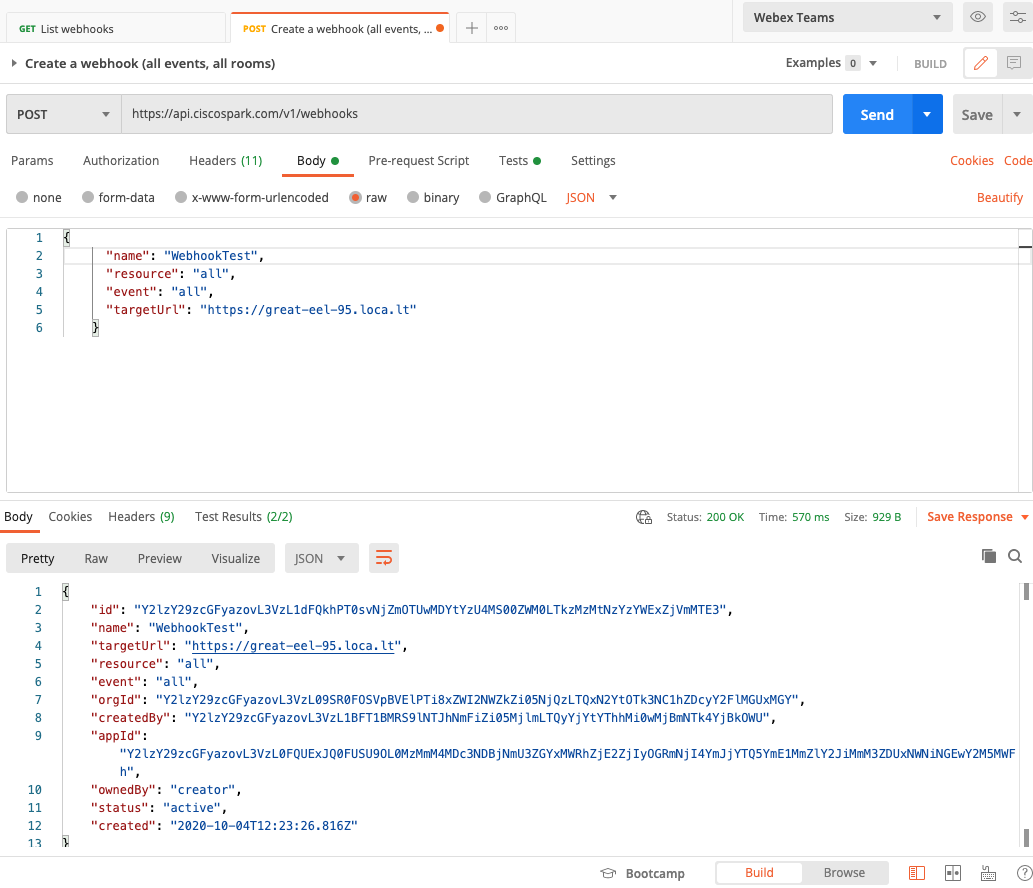 GET List webhooks
POST Create a webhook (all events, ...
Webex Teams
Create a webhook (all events, all rooms)
Examples 0
BUILD
POST
https://api.ciscospark.com/v1/webhooks
Send
Save
Params
Authorization
Headers (11)
Body
Pre-request Script
Tests
Settings
Cookies
Code
none
form-data
x-www-form-urlencoded
raw
binary
GraphQL
JSON
Beautify
1 {
2 "name": "WebhookTest",
3 "resource": "all",
4 "event": "all",
5 "targetUrl": "https://great-eel-95.loca.lt"
6 }
Body
Cookies
Headers (9)
Test Results (2/2)
Status: 200 OK
Time: 570 ms
Size: 929 B
Save Response
Pretty
Raw
Preview
Visualize
JSON
1 {
2 "id": "Y2lzY29zcGFyazovL3VzL1dFQkhPT0svNjZmOTUwMDYtYzU4MS00ZWM0LTkzMzMtNzYzYWExZjVmMTE3",
3 "name": "WebhookTest",
4 "targetUrl": "https://great-eel-95.loca.lt",
5 "resource": "all",
6 "event": "all",
7 "orgId": "Y2lzY29zcGFyazovL3VzL09SR0FOSVpBVElPTi8xZWI2NWZkZi05NjQzLTQxN2YtOTk3NC1hZDcyY2FlMGUxMGY",
8 "createdBy": "Y2lzY29zcGFyazovL3VzL1BFT1BMRS9lNTJhNmFiZi05MjlmLTQyYjYtYThhMi0wMjBmNTk4YjBkOWU",
9 "appId":
"Y2lzY29zcGFyazovL3VzL0FQUExJQ0FUSU9OL0MzMmM4MDc3NDBjNmU3ZGYxMWRhZjE2ZjIyOGRmNjI4YmJjYTQ5YmE1MmZlY2JiMmM3ZDUxNWNiNGEwY2M5MWF
h",
10 "ownedBy": "creator",
11 "status": "active",
12 "created": "2020-10-04T12:23:26.816Z"
13 }
Bootcamp
Build
Browse